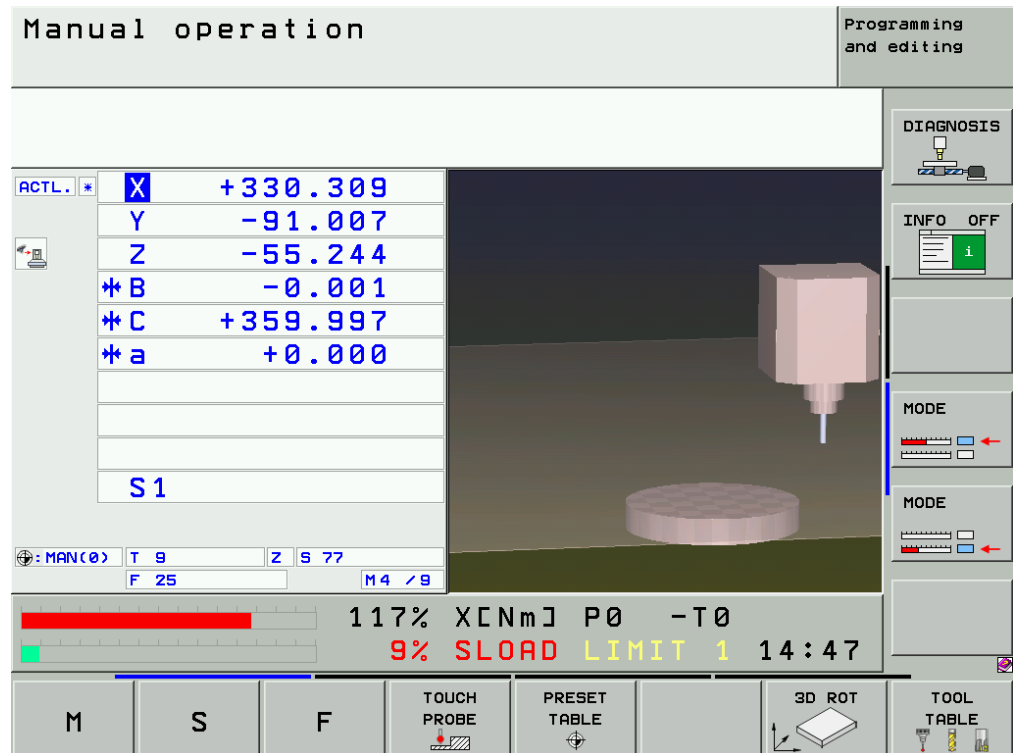 Manual operation
Programming
and editing
DIAGNOSIS
INFO OFF
i
MODE
MODE
ACTL. * X +330.309
Y -91.007
Z -55.244
B -0.001
C +359.997
a +0.000
S1
:MAN(0) T 9 Z S 77
F 25 M4 /9
117% X[Nm] P0 -T0
9% SLOAD LIMIT 1 14:47
M
S
F
TOUCH
PROBE
PRESET
TABLE
3D ROT
TOOL
TABLE